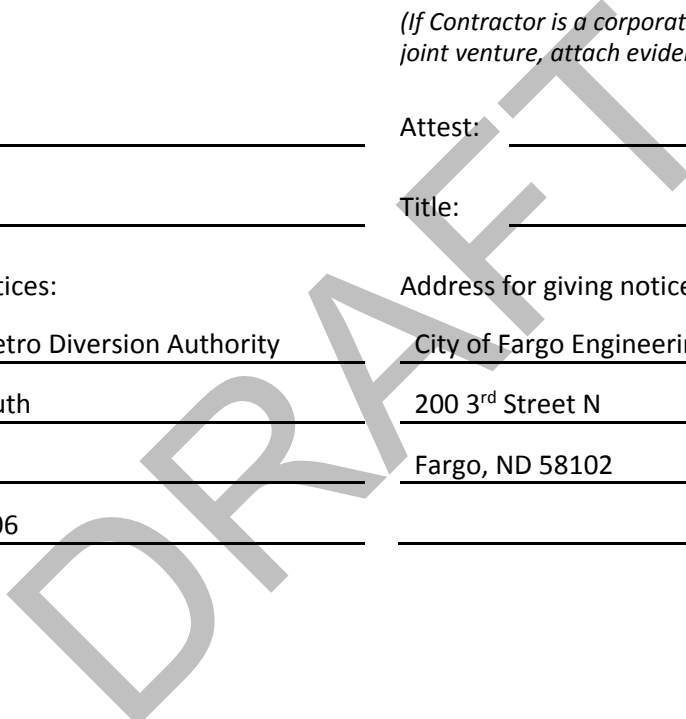 (If Contractor is a corporat
joint venture, attach evide
Attest:
Title:
tices:
Address for giving notice
etro Diversion Authority
City of Fargo Engineerin
uth
200 3rd Street N
Fargo, ND 58102
06
DRAFT